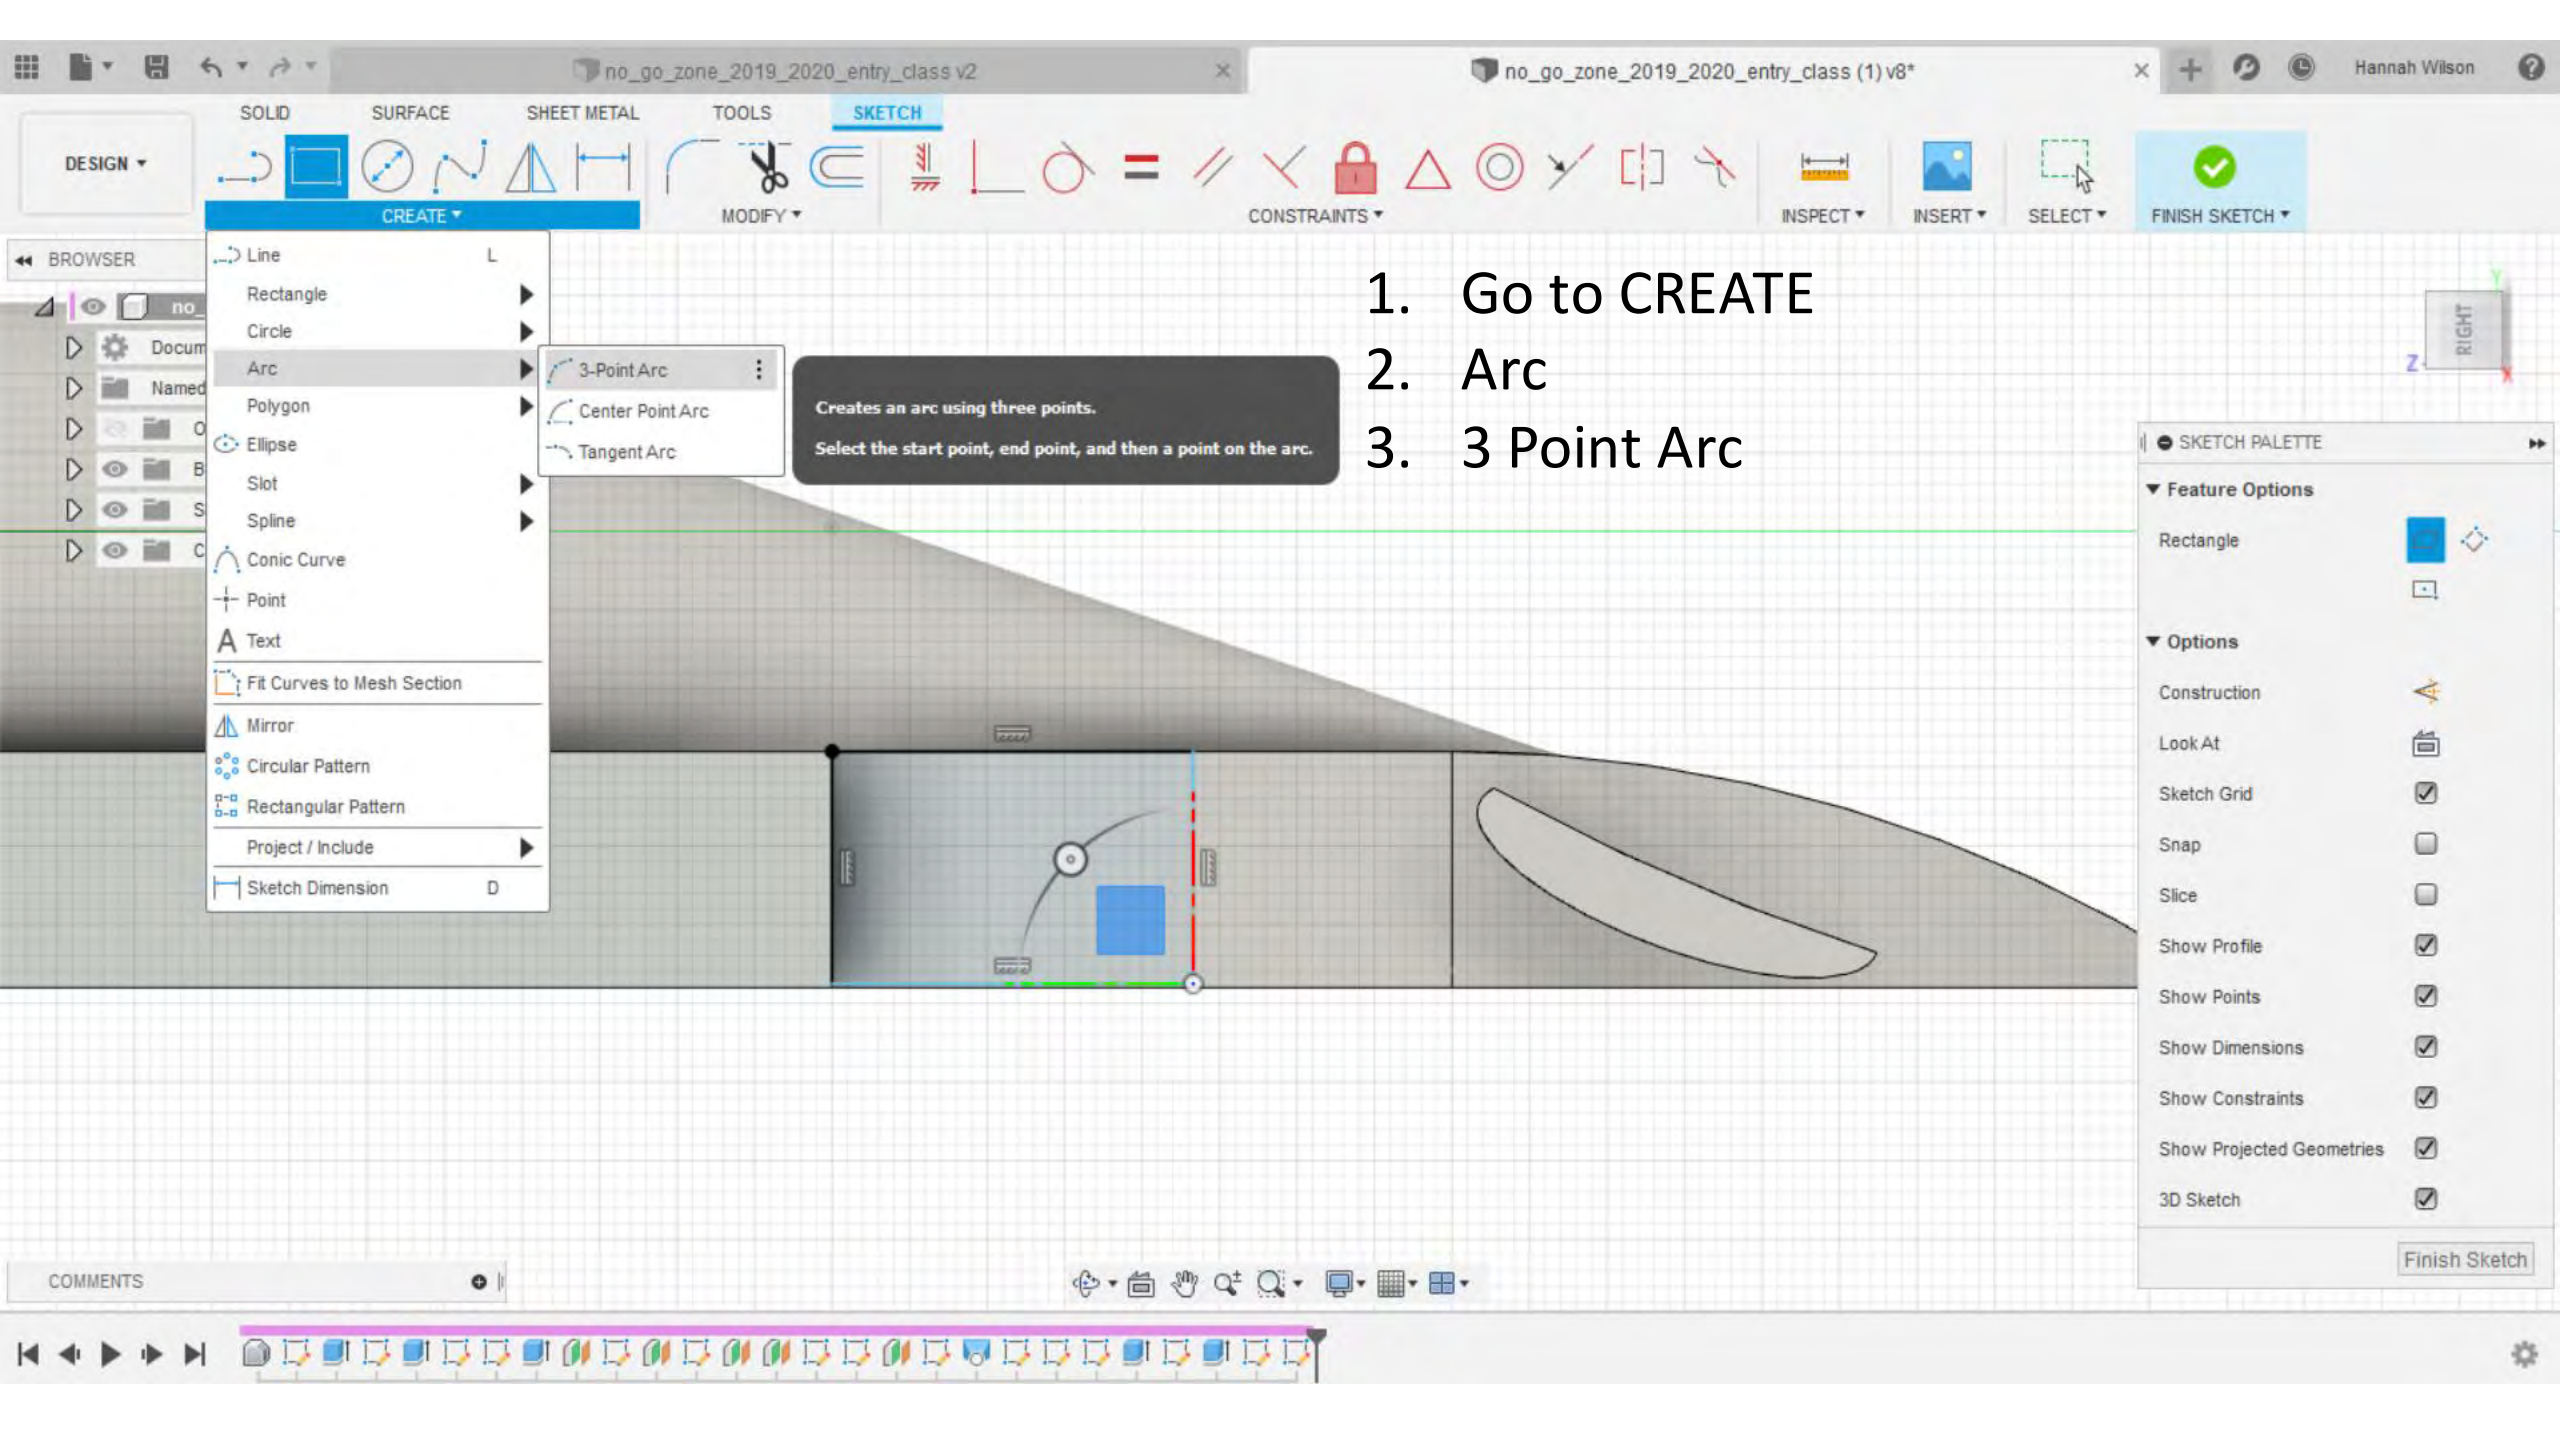 no_go_zone_2019_2020_entry_class v2
no_go_zone_2019_2020_entry_class (1) v8*
Hannah Wilson
SOLID
SURFACE
SHEET METAL
TOOLS
SKETCH
DESIGN
CREATE
MODIFY
CONSTRAINTS
INSPECT
INSERT
SELECT
FINISH SKETCH
BROWSER
no_
Docum
Named
O
B
S
C
Line L
Rectangle
Circle
Arc
Polygon
Ellipse
Slot
Spline
Conic Curve
Point
Text
Fit Curves to Mesh Section
Mirror
Circular Pattern
Rectangular Pattern
Project / Include
Sketch Dimension D
3-Point Arc
Center Point Arc
Tangent Arc
Creates an arc using three points.
Select the start point, end point, and then a point on the arc.
1. Go to CREATE
2. Arc
3. 3 Point Arc
Y
RIGHT
Z
X
SKETCH PALETTE
Feature Options
Rectangle
Options
Construction
Look At
Sketch Grid
Snap
Slice
Show Profile
Show Points
Show Dimensions
Show Constraints
Show Projected Geometries
3D Sketch
Finish Sketch
COMMENTS